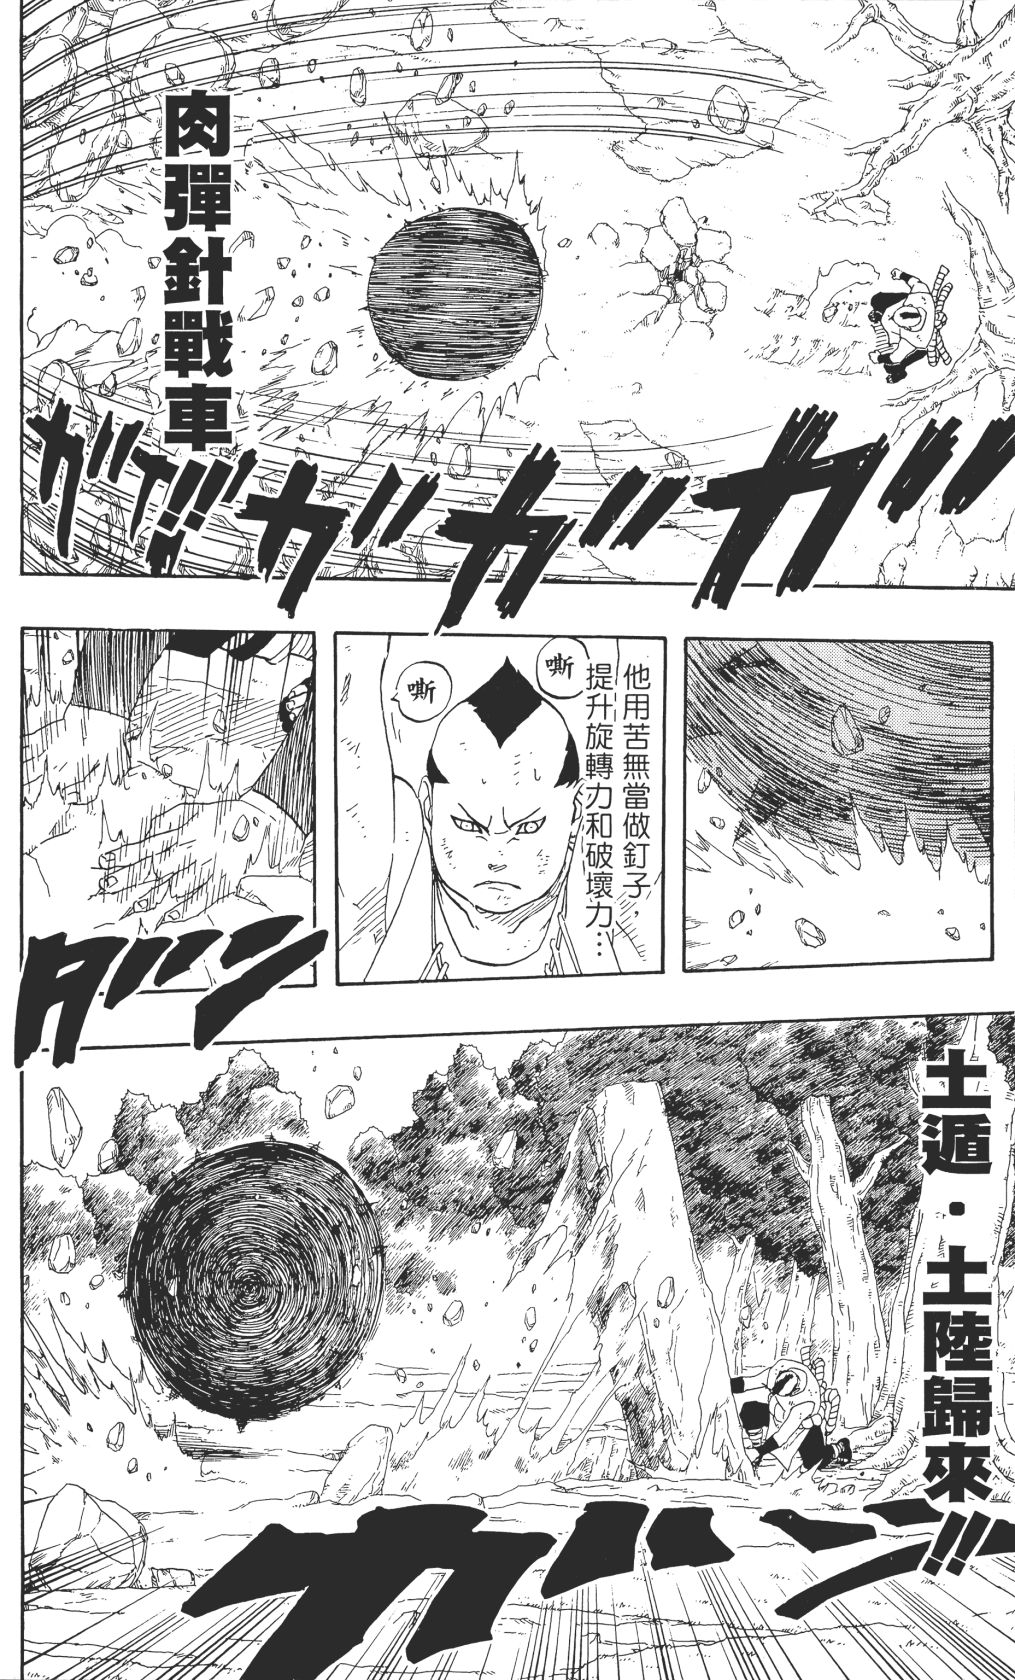 肉彈針戰車!!
ガガガガガガ
他用苦無當做釘子，
提升旋轉力和破壞力…
嘶
嘶
ダン
土遁・土陸歸來!!
ガン